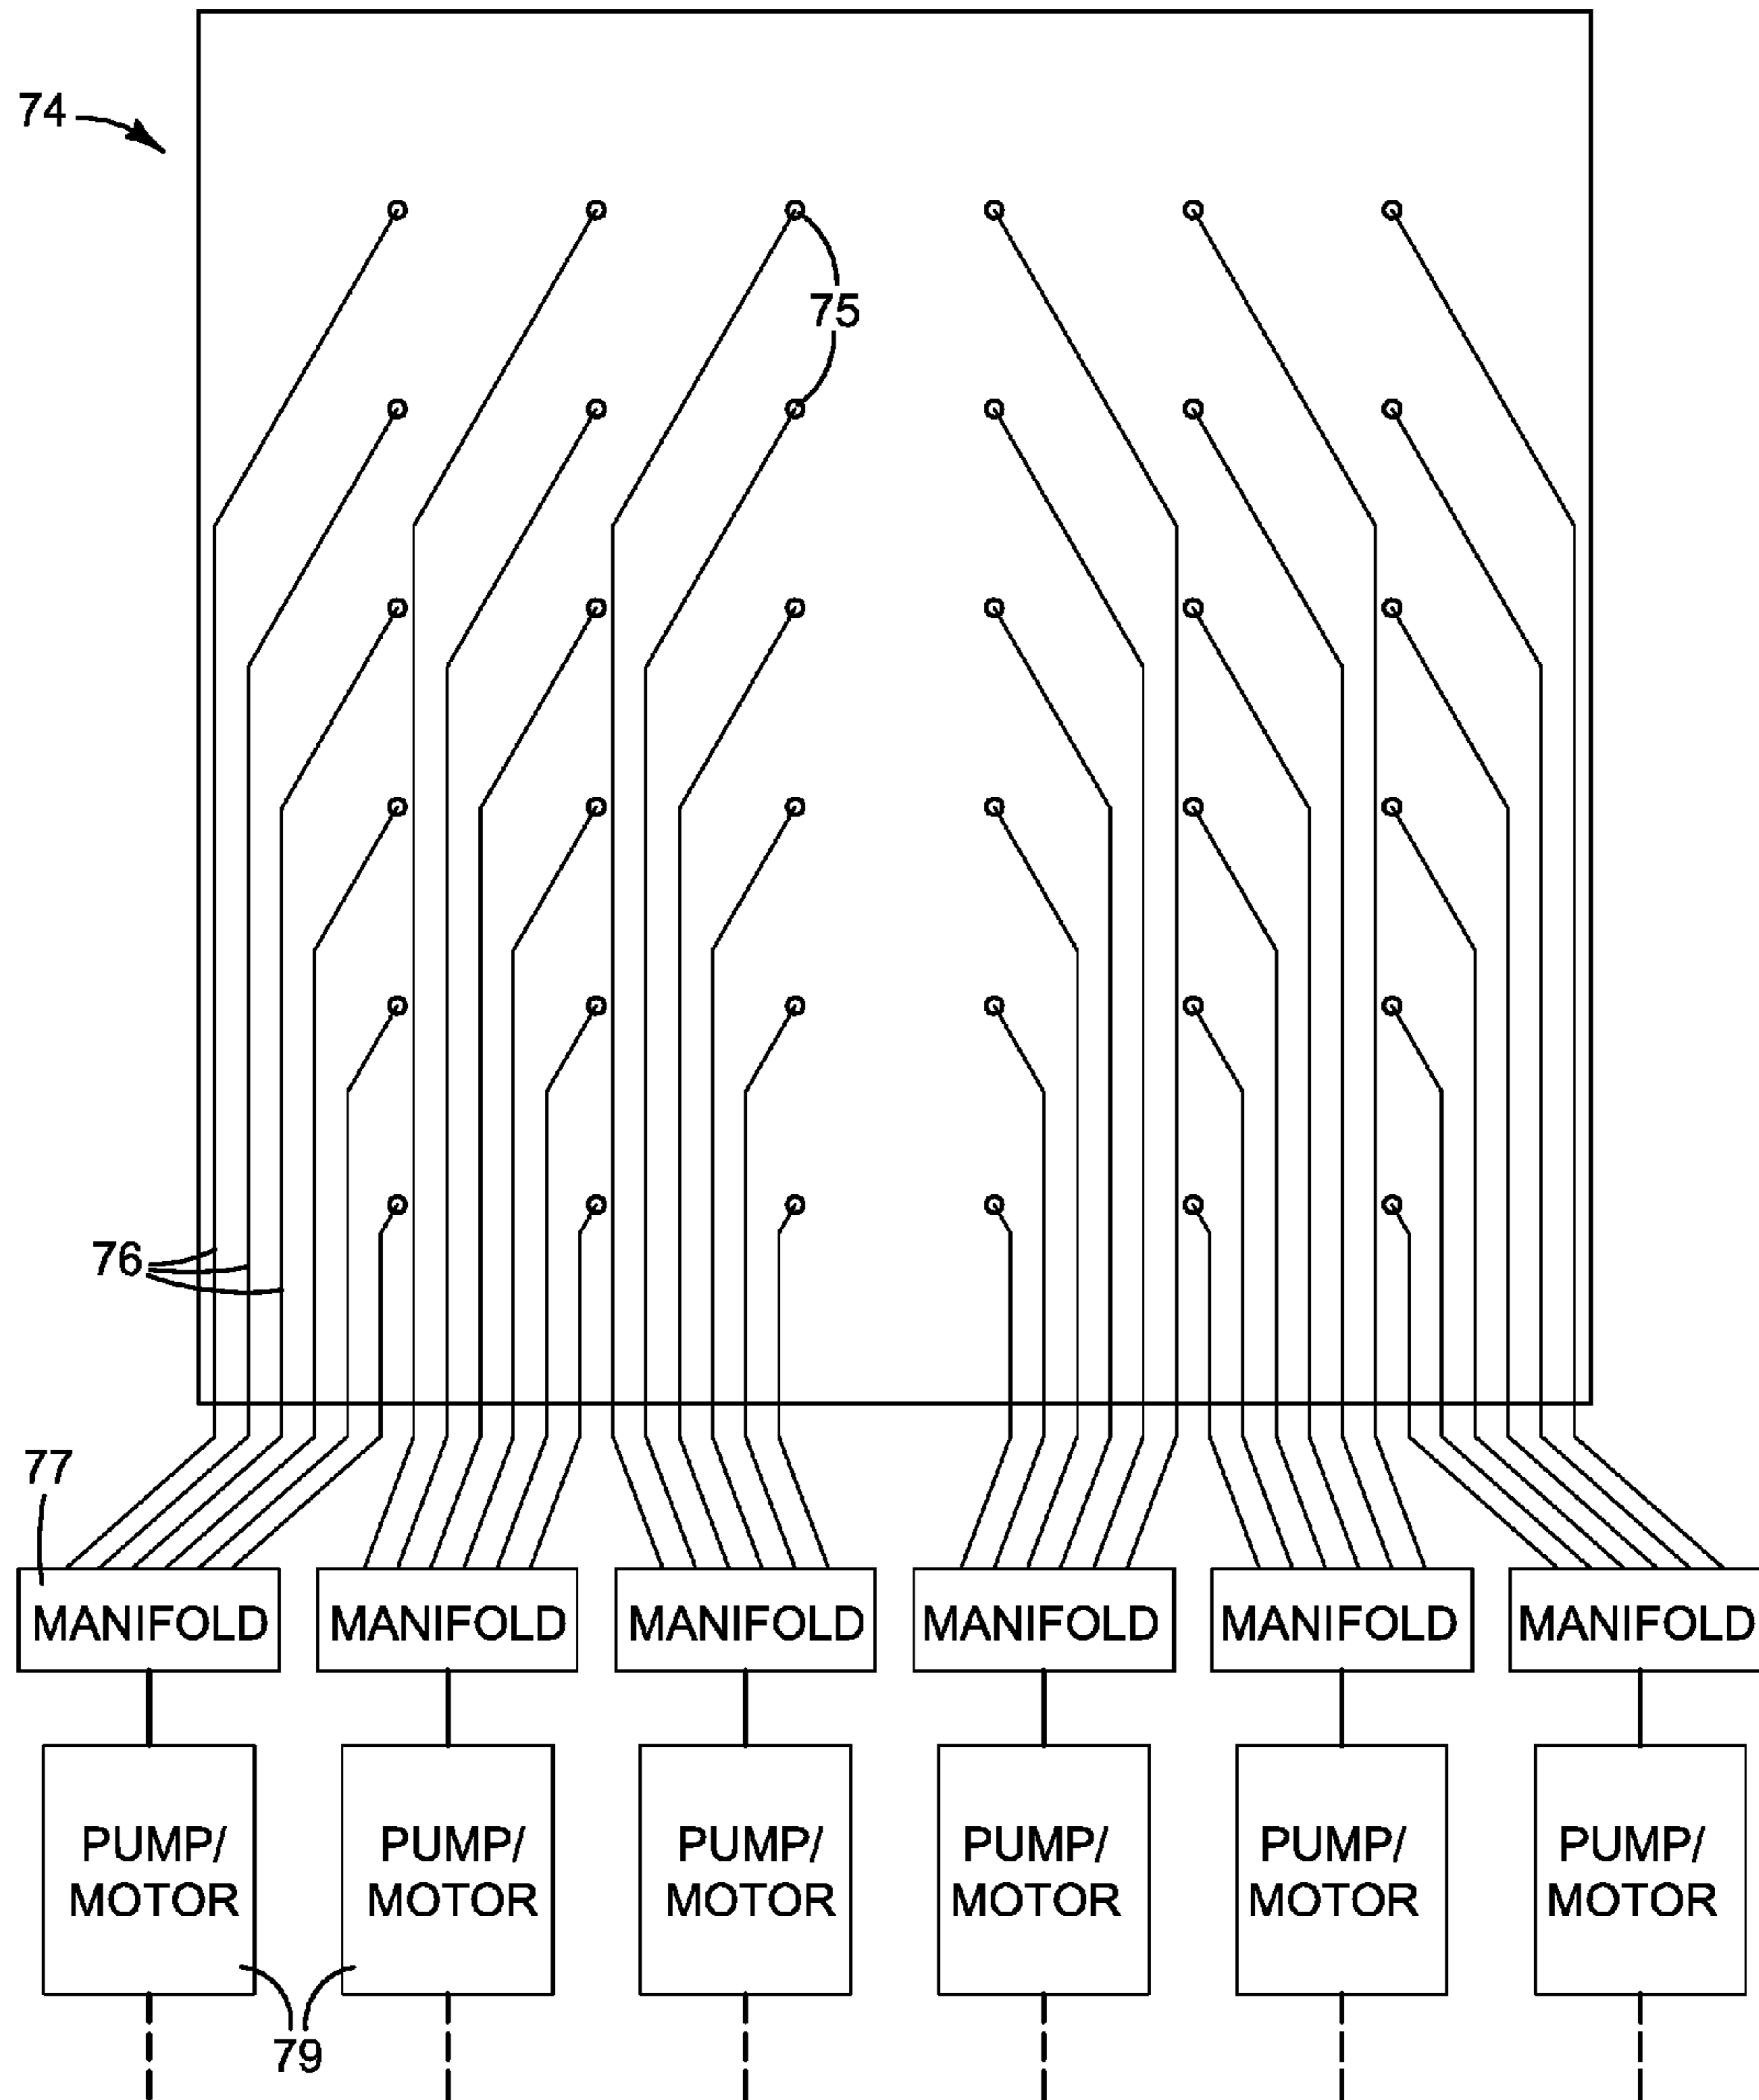 74
75
76
77
MANIFOLD MANIFOLD MANIFOLD MANIFOLD MANIFOLD MANIFOLD
PUMP/ PUMP/ PUMP/ PUMP/ PUMP/ PUMP/
MOTOR MOTOR MOTOR MOTOR MOTOR MOTOR
79